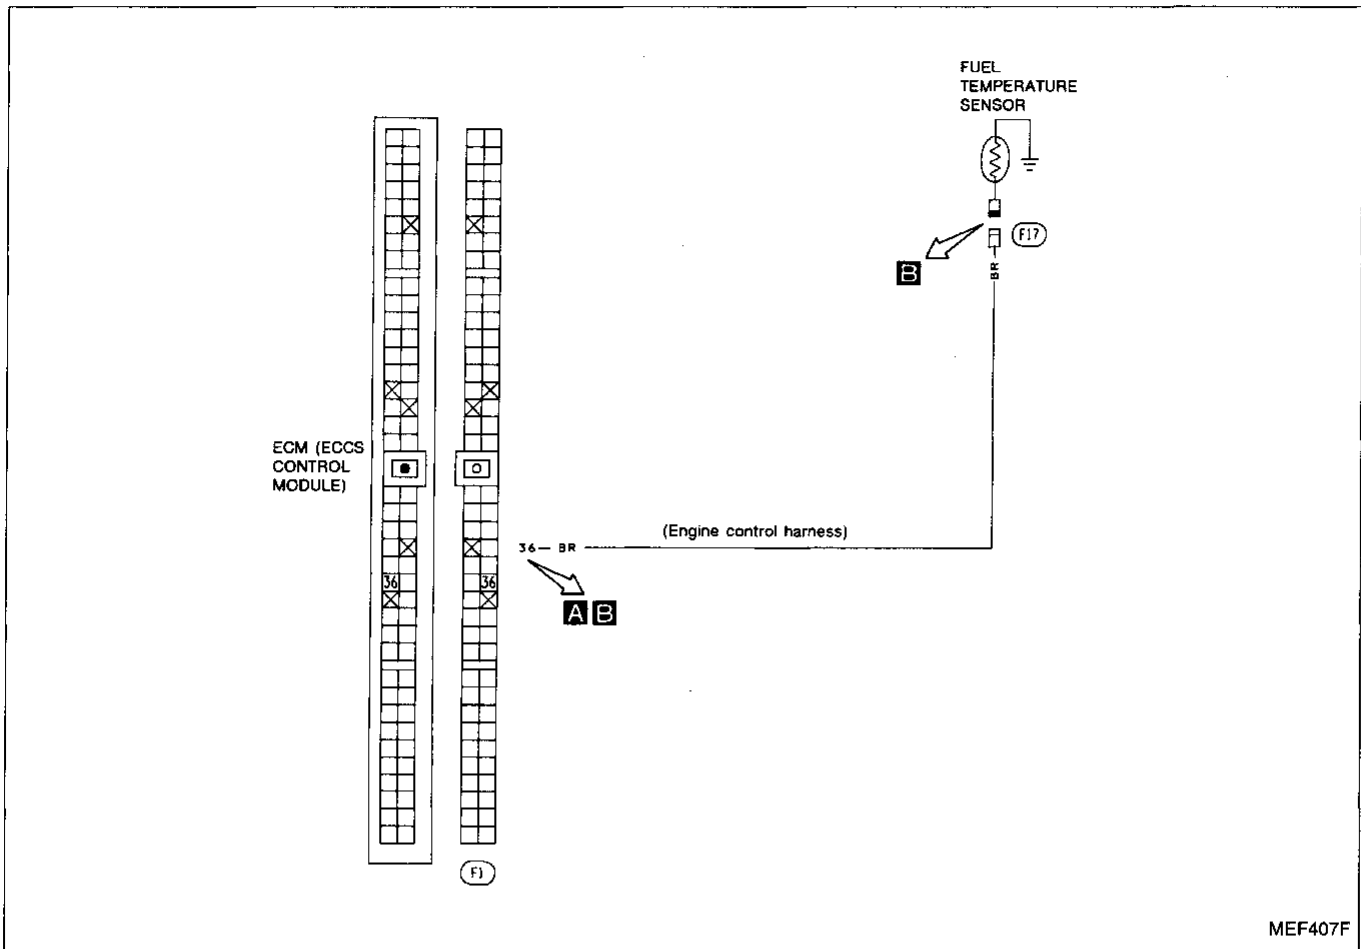 FUEL
TEMPERATURE
SENSOR
F17
B
BR
ECM (ECCS
CONTROL
MODULE)
(Engine control harness)
36 — BR
36
36
A B
F1
MEF407F